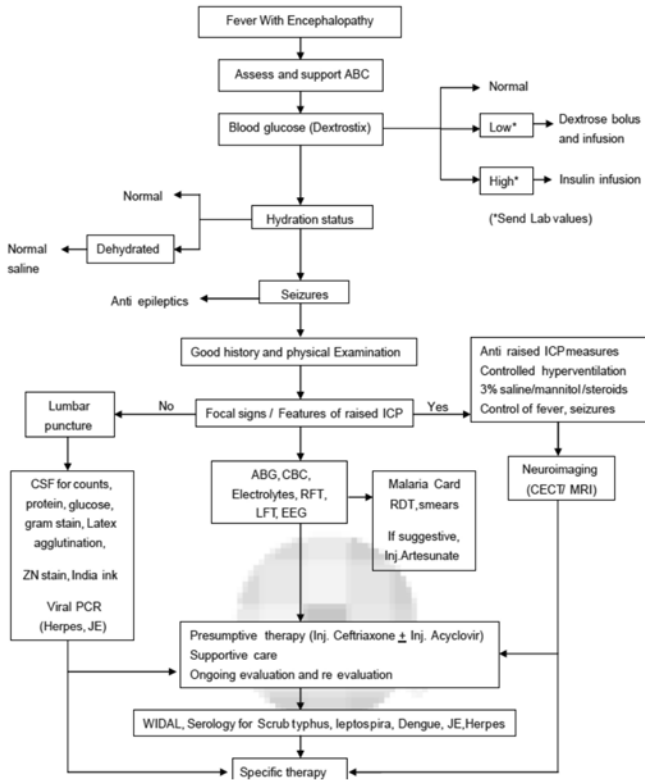 Fever With Encephalopathy
Assess and support ABC
Blood glucose (Dextrostix)
Normal
Low*
Dextrose bolus
and infusion
High*
Insulin infusion
(*Send Lab values)
Normal
Hydration status
Normal
saline
Dehydrated
Seizures
Anti epileptics
Good history and physical Examination
Anti raised ICP measures
Controlled hyperventilation
3% saline/mannitol/steroids
Control of fever, seizures
Lumbar
puncture
No
Focal signs / Features of raised ICP
Yes
CSF for counts,
protein, glucose,
gram stain, Latex
agglutination,
ZN stain, India ink
Viral PCR
(Herpes, JE)
ABG, CBC,
Electrolytes, RFT,
LFT, EEG
Malaria Card
RDT, smears
If suggestive,
Inj.Artesunate
Neuroimaging
(CECT/ MRI)
Presumptive therapy (Inj. Ceftriaxone ± Inj. Acyclovir)
Supportive care
Ongoing evaluation and re evaluation
WIDAL, Serology for Scrub typhus, leptospira, Dengue, JE,Herpes
Specific therapy